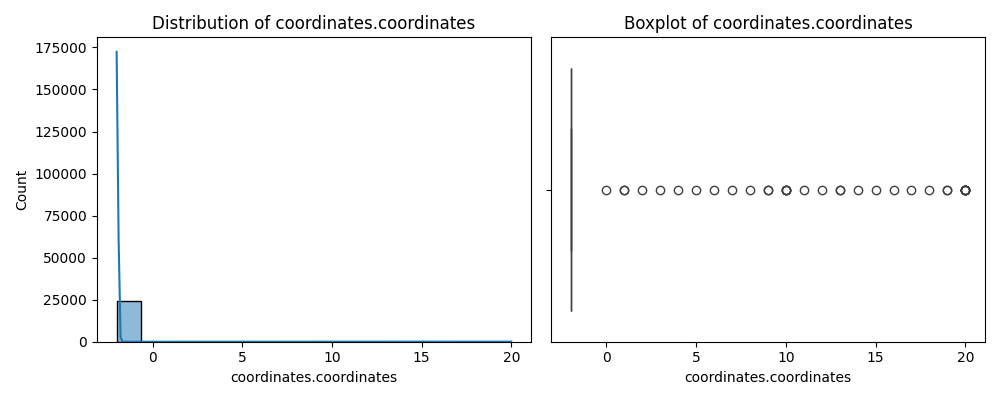 Distribution of coordinates.coordinates
175000
150000
125000
100000
75000
50000
25000
0
Count
0 5 10 15 20
coordinates.coordinates
Boxplot of coordinates.coordinates
0 5 10 15 20
coordinates.coordinates